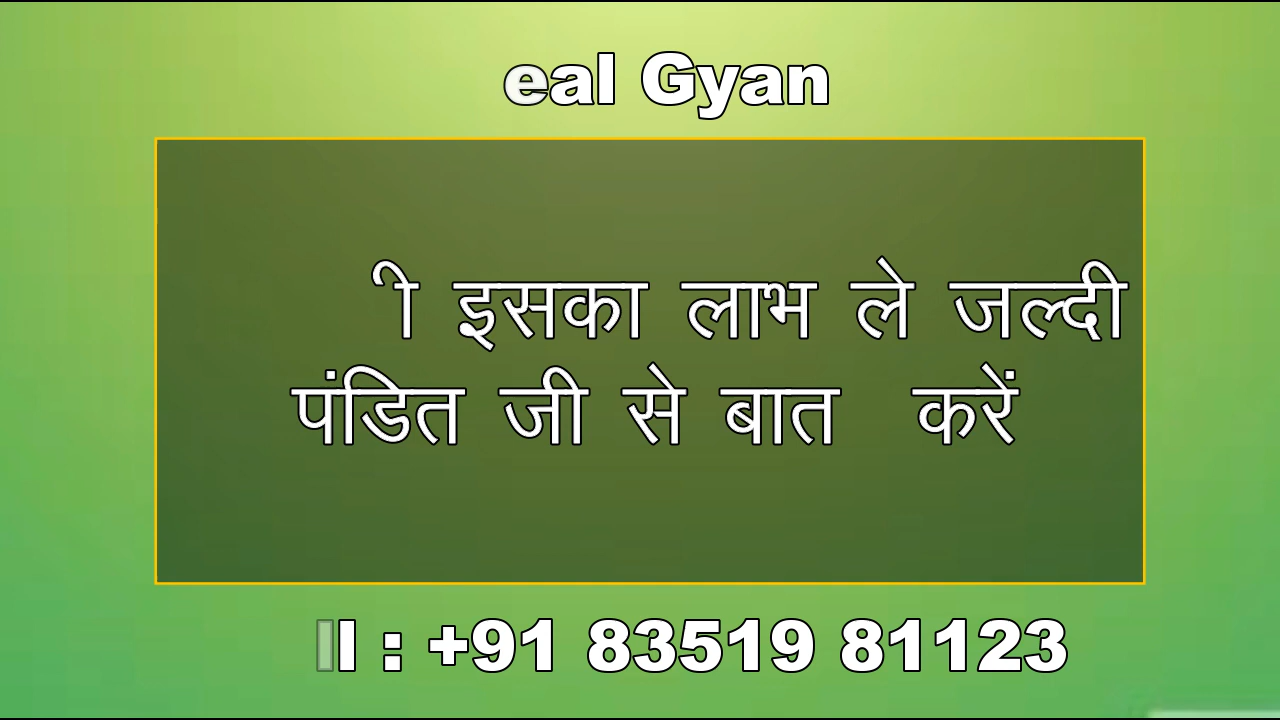 eal Gyan
ी इसका लाभ ले जल्दी
पंडित जी से बात करें
l : +91 83519 81123